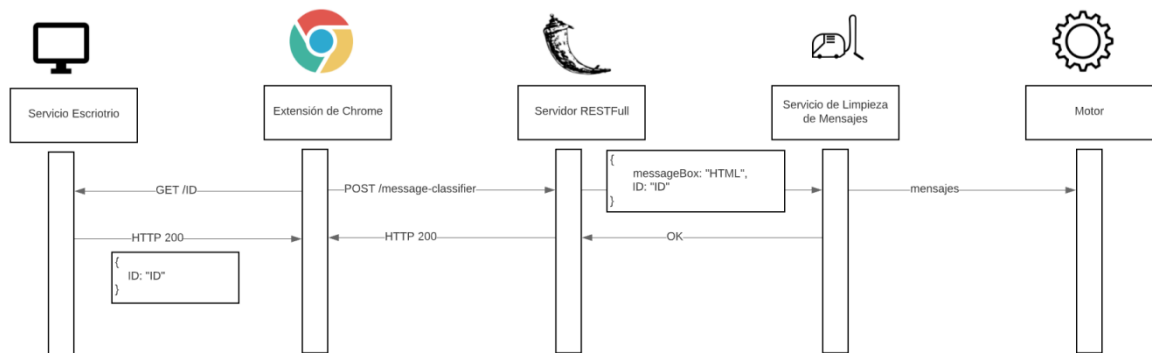 Servicio Escriotrio
Extensión de Chrome
Servidor RESTFull
Servicio de Limpieza
de Mensajes
Motor
GET /ID
POST /message-classifier
{
messageBox: "HTML",
ID: "ID"
}
mensajes
HTTP 200
HTTP 200
OK
{
ID: "ID"
}